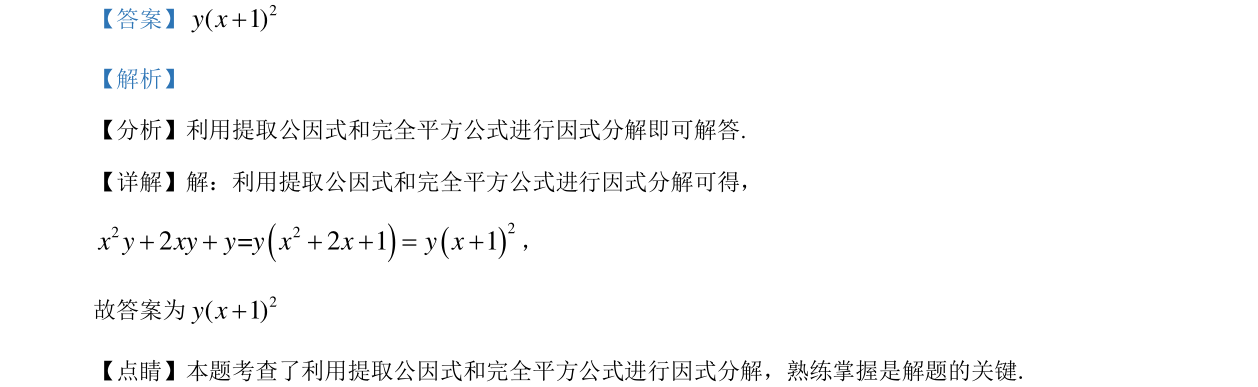 【答案】y(x+1)²
【解析】
【分析】利用提取公因式和完全平方公式进行因式分解即可解答.
【详解】解：利用提取公因式和完全平方公式进行因式分解可得，
x²y+2xy+y=y(x²+2x+1)=y(x+1)²，
故答案为y(x+1)²
【点睛】本题考查了利用提取公因式和完全平方公式进行因式分解，熟练掌握是解题的关键.